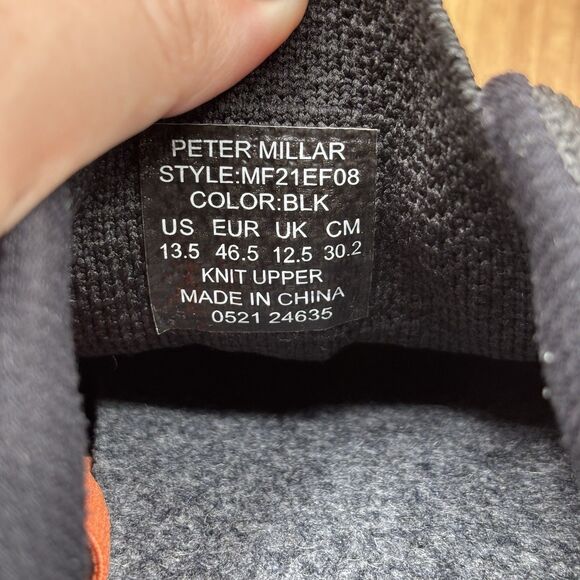 PETER MILLAR
STYLE:MF21EF08
COLOR:BLK
US EUR UK CM
13.5 46.5 12.5 30.2
KNIT UPPER
MADE IN CHINA
0521 24635